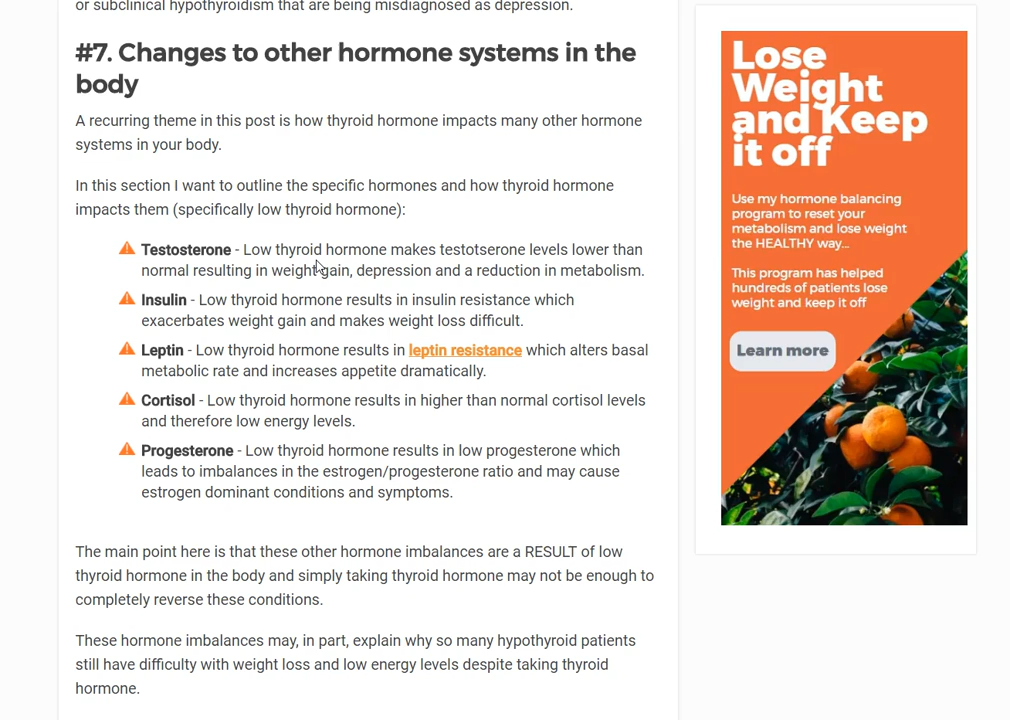 or subclinical hypothyroidism that are being misdiagnosed as depression.
#7. Changes to other hormone systems in the
body
A recurring theme in this post is how thyroid hormone impacts many other hormone
systems in your body.
In this section I want to outline the specific hormones and how thyroid hormone
impacts them (specifically low thyroid hormone):
Testosterone - Low thyroid hormone makes testotserone levels lower than
normal resulting in weight gain, depression and a reduction in metabolism.
Insulin - Low thyroid hormone results in insulin resistance which
exacerbates weight gain and makes weight loss difficult.
Leptin - Low thyroid hormone results in leptin resistance which alters basal
metabolic rate and increases appetite dramatically.
Cortisol - Low thyroid hormone results in higher than normal cortisol levels
and therefore low energy levels.
Progesterone - Low thyroid hormone results in low progesterone which
leads to imbalances in the estrogen/progesterone ratio and may cause
estrogen dominant conditions and symptoms.
The main point here is that these other hormone imbalances are a RESULT of low
thyroid hormone in the body and simply taking thyroid hormone may not be enough to
completely reverse these conditions.
These hormone imbalances may, in part, explain why so many hypothyroid patients
still have difficulty with weight loss and low energy levels despite taking thyroid
hormone.
Lose
Weight
and Keep
it off
Use my hormone balancing
program to reset your
metabolism and lose weight
the HEALTHY way...
This program has helped
hundreds of patients lose
weight and keep it off
Learn more